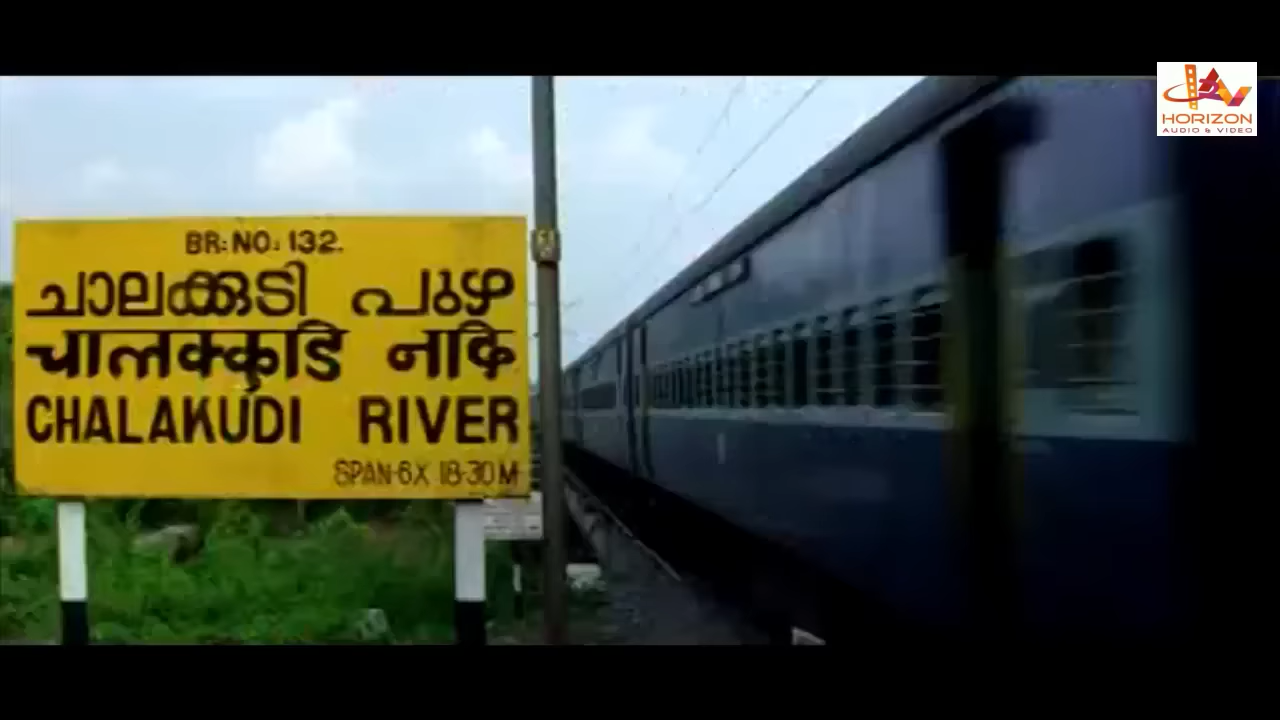 BR: NO: 132.
ചാലക്കുടി പുഴ
चालक्कुडि नदि
CHALAKUDI RIVER
SPAN-6X 18-30 M
HORIZON
AUDIO & VIDEO